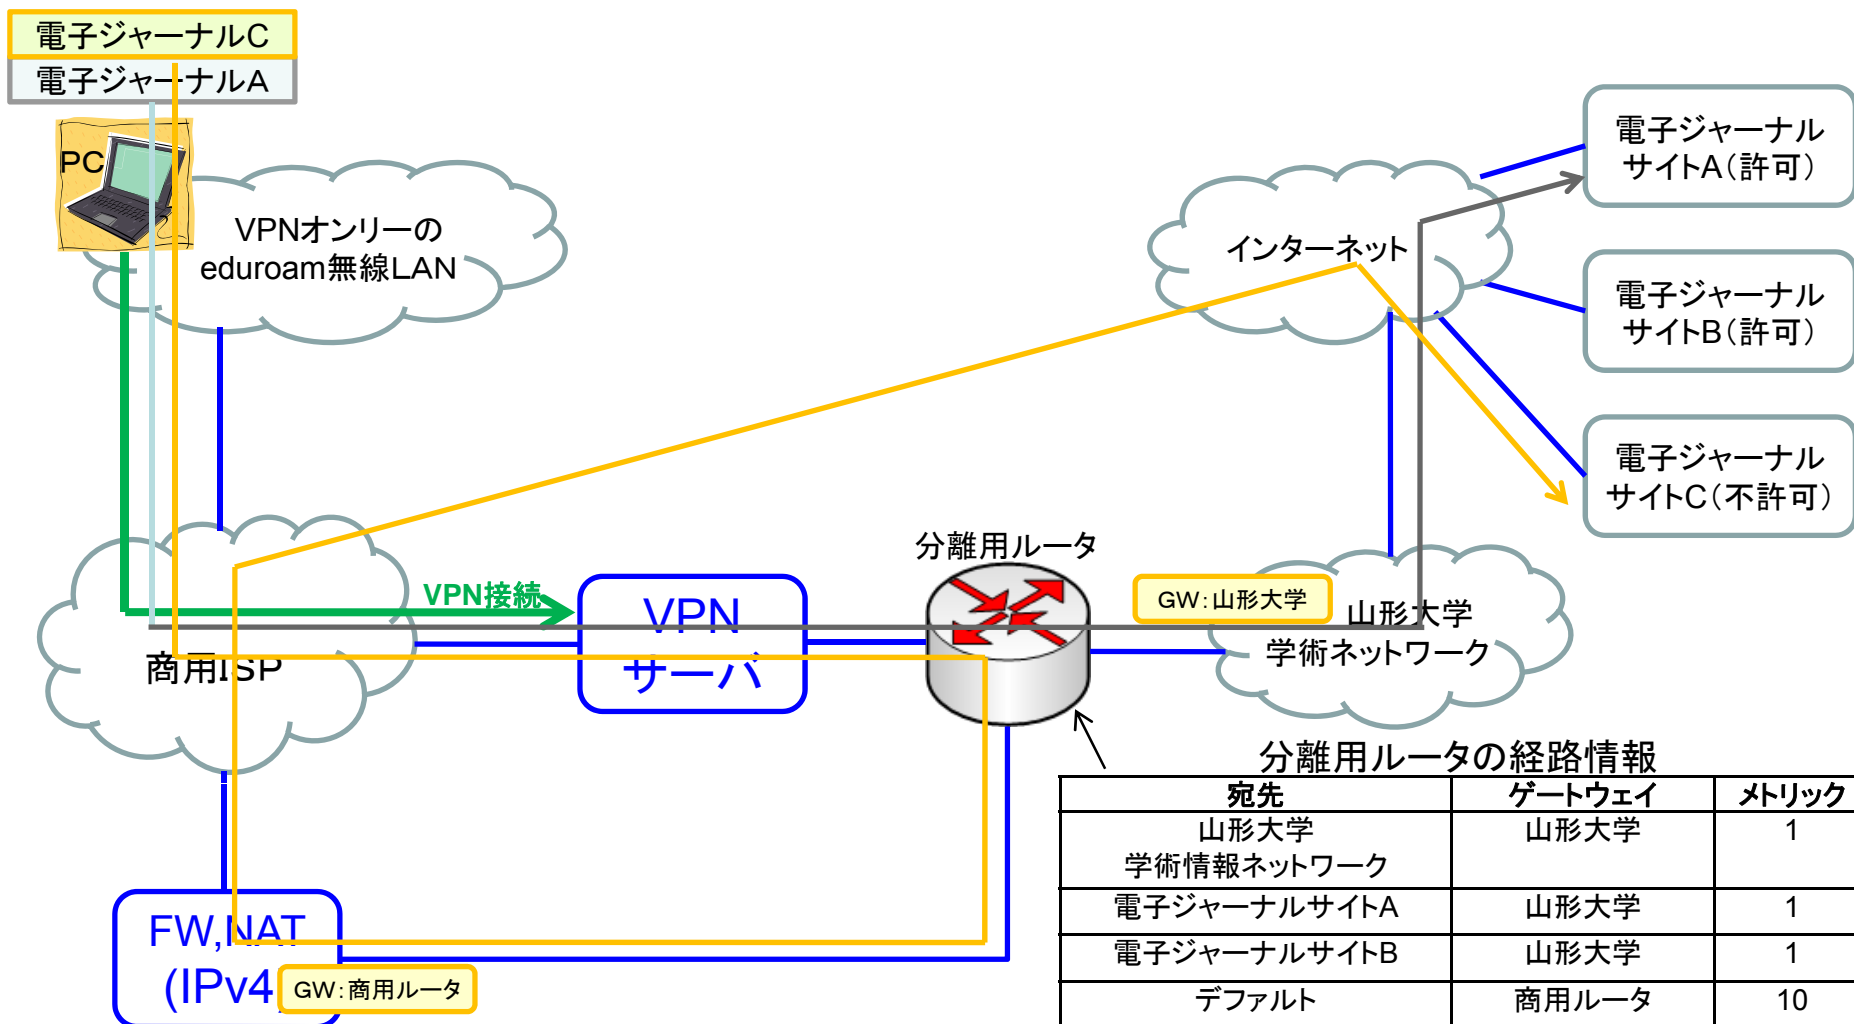 電子ジャーナルC
電子ジャーナルA
PC
VPNオンリーの
eduroam無線LAN
インターネット
電子ジャーナル
サイトA(許可)
電子ジャーナル
サイトB(許可)
電子ジャーナル
サイトC(不許可)
分離用ルータ
VPN接続
VPN
サーバ
GW:山形大学
山形大学
学術ネットワーク
商用ISP
分離用ルータの経路情報
宛先 ゲートウェイ メトリック
山形大学 山形大学 1
学術情報ネットワーク
電子ジャーナルサイトA 山形大学 1
電子ジャーナルサイトB 山形大学 1
デファルト 商用ルータ 10
FW,NAT
(IPv4
GW:商用ルータ